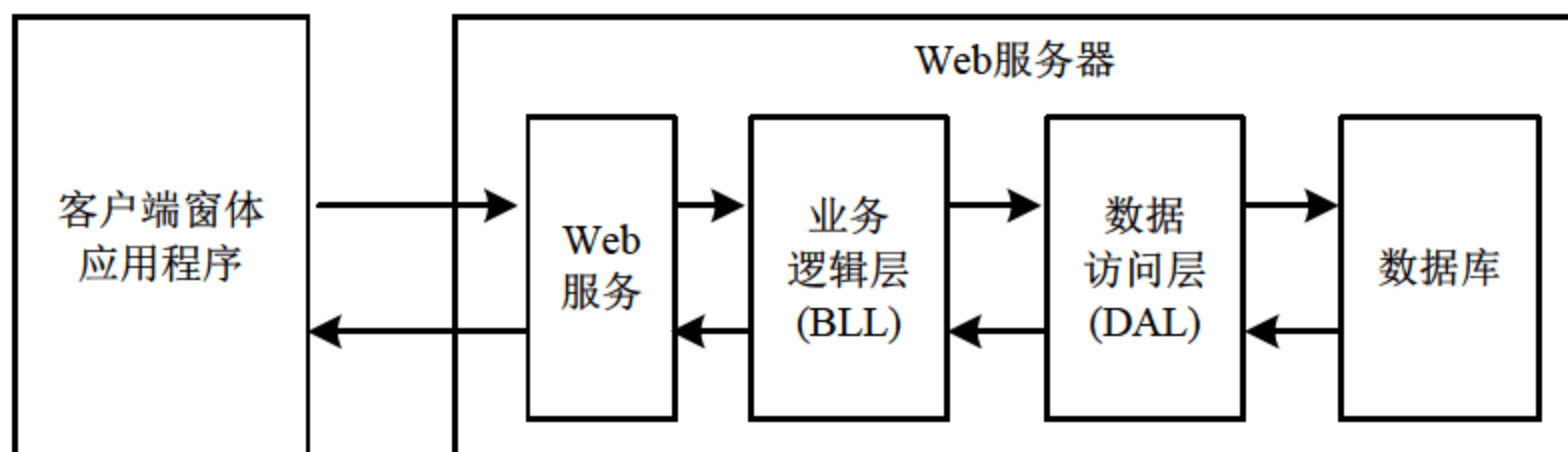 Web服务器
客户端窗体
应用程序
Web
服务
业务
逻辑层
(BLL)
数据
访问层
(DAL)
数据库